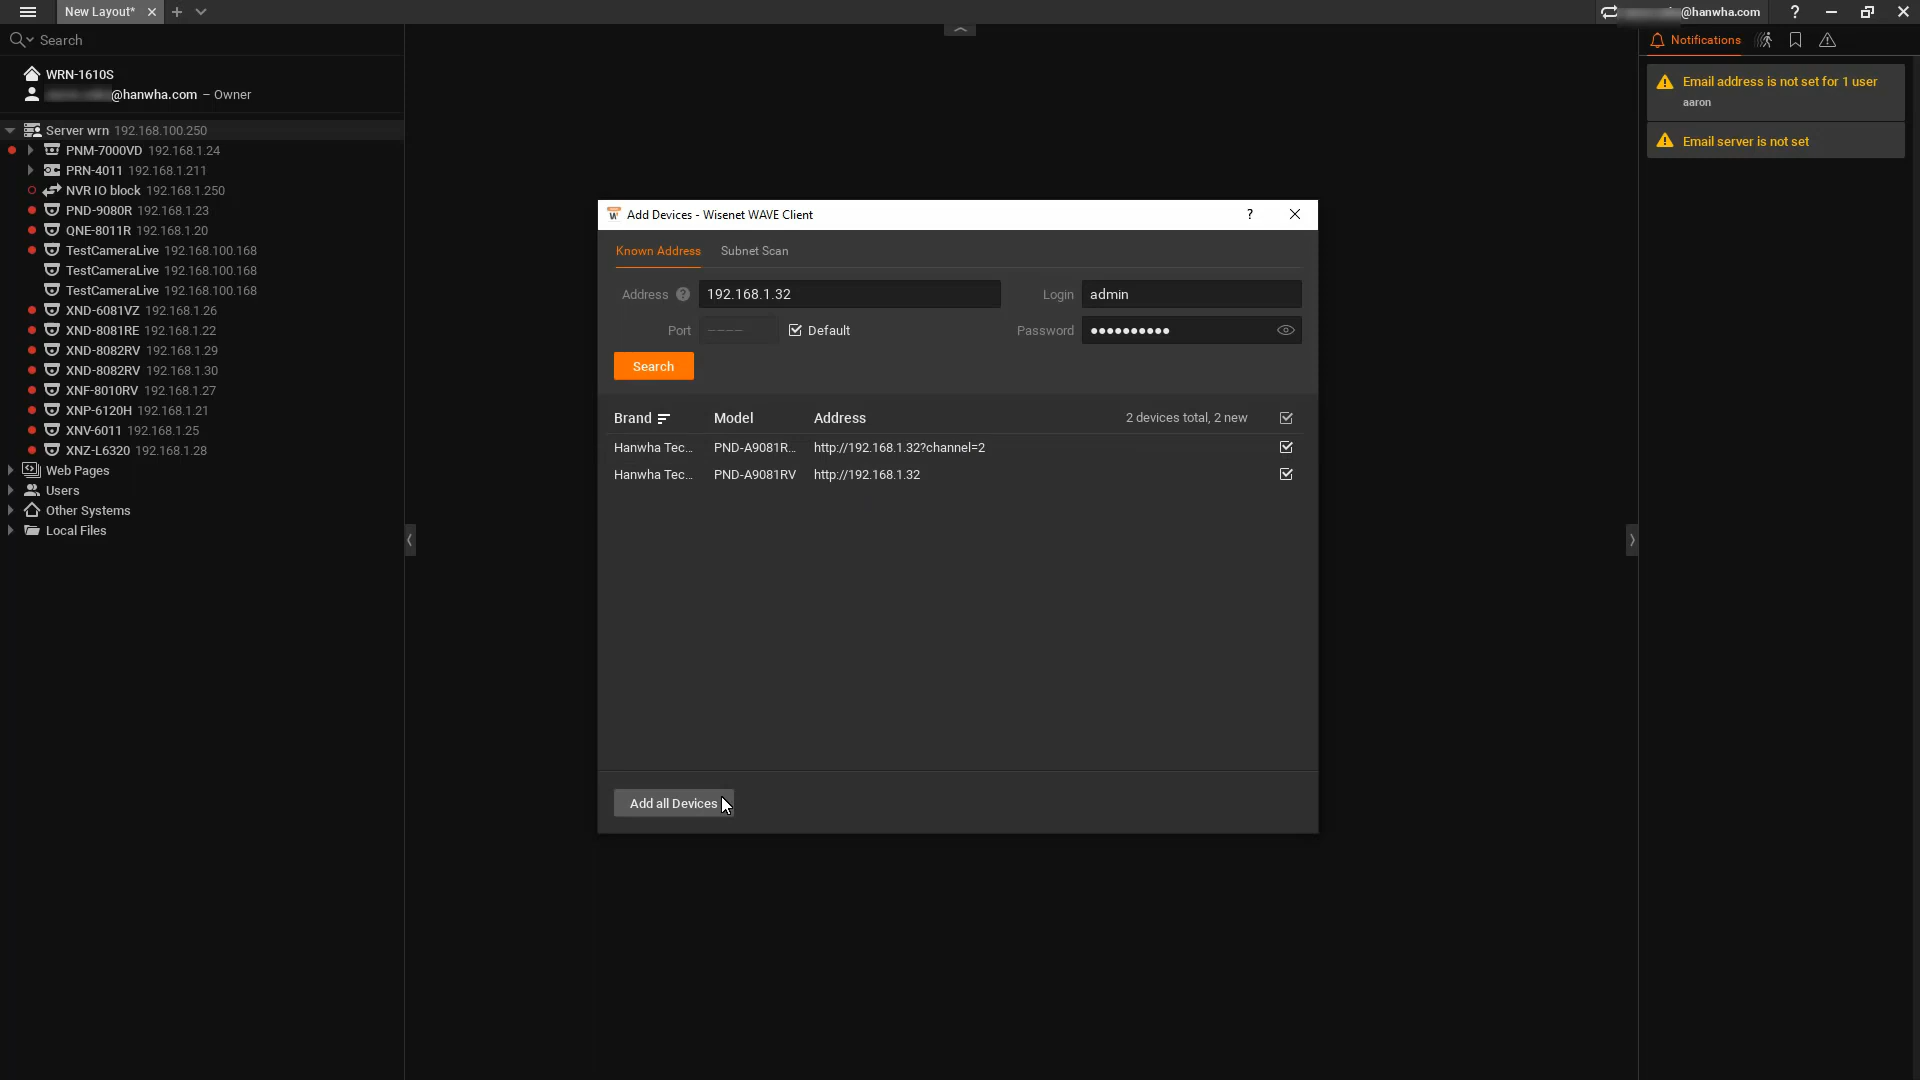 New Layout*
@hanwha.com
Search
WRN-1610S
@hanwha.com – Owner
Server wrn 192.168.100.250
PNM-7000VD 192.168.1.24
PRN-4011 192.168.1.211
NVR IO block 192.168.1.250
PND-9080R 192.168.1.23
QNE-8011R 192.168.1.20
TestCameraLive 192.168.100.168
TestCameraLive 192.168.100.168
TestCameraLive 192.168.100.168
XND-6081VZ 192.168.1.26
XND-8081RE 192.168.1.22
XND-8082RV 192.168.1.29
XND-8082RV 192.168.1.30
XNF-8010RV 192.168.1.27
XNP-6120H 192.168.1.21
XNV-6011 192.168.1.25
XNZ-L6320 192.168.1.28
Web Pages
Users
Other Systems
Local Files
Add Devices - Wisenet WAVE Client
?
Known Address Subnet Scan
Address ? 192.168.1.32 Login admin
Port ---- Default Password ●●●●●●●●●●
Search
Brand Model Address 2 devices total, 2 new
Hanwha Tec... PND-A9081R... http://192.168.1.32?channel=2
Hanwha Tec... PND-A9081RV http://192.168.1.32
Add all Devices
?
Notifications
Email address is not set for 1 user
aaron
Email server is not set